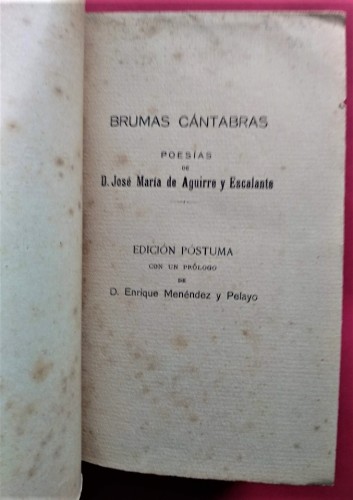 BRUMAS CÁNTABRAS
POESÍAS
DE
D. José María de Aguirre y Escalante
EDICIÓN PÓSTUMA
CON UN PRÓLOGO
DE
D. Enrique Menéndez y Pelayo